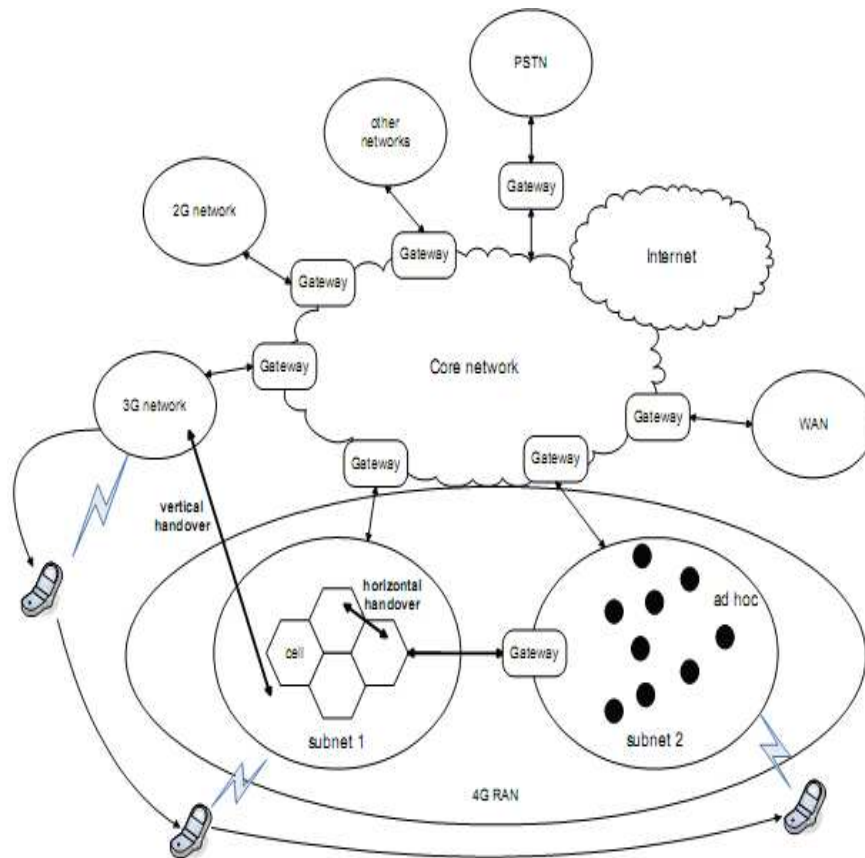 PSTN
other
networks
Gateway
2G network
Gateway
Internet
Gateway
Gateway
Core network
3G network
Gateway
WAN
Gateway
Gateway
vertical
handover
horizontal
handover
ad hoc
cell
Gateway
subnet 1
subnet 2
4G RAN